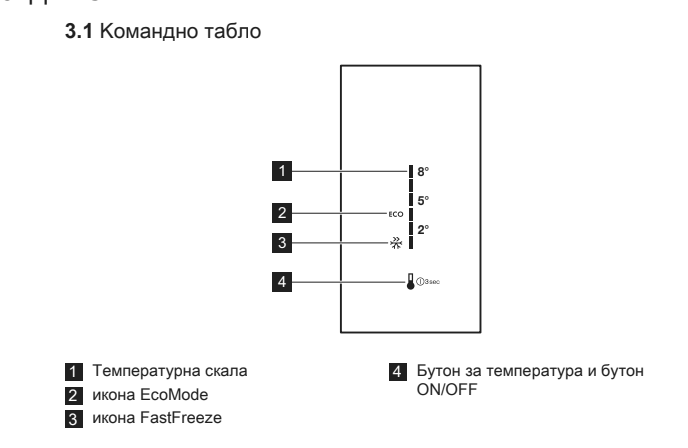 3.1 Командно табло
1
8°
5°
2
ECO
2°
3
4
3sec
1 Температурна скала
2 икона EcoMode
3 икона FastFreeze
4 Бутон за температура и бутон
ON/OFF